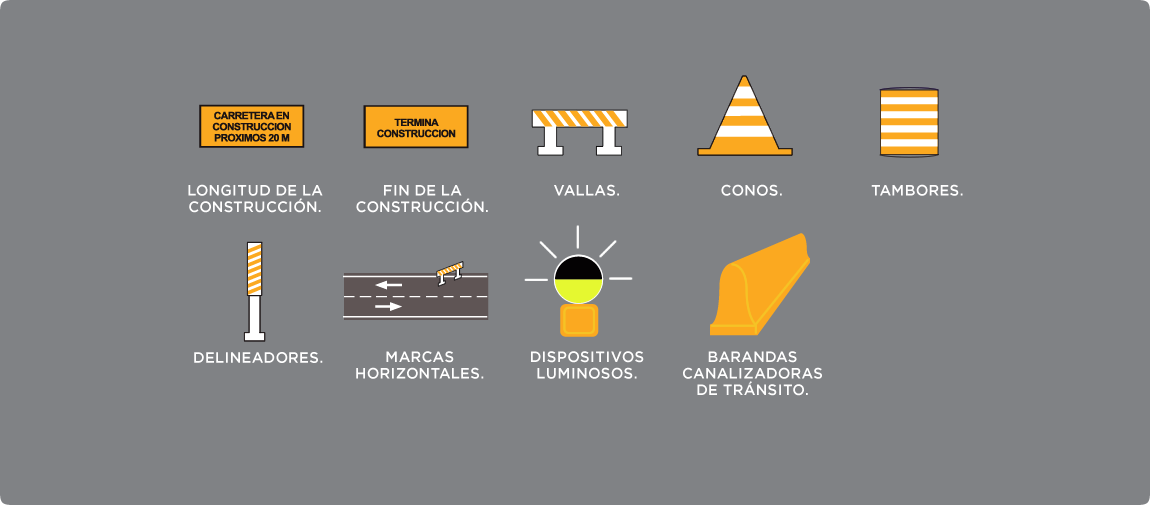 CARRETERA EN
CONSTRUCCION
PROXIMOS 20 M
TERMINA
CONSTRUCCION
LONGITUD DE LA
CONSTRUCCIÓN.
FIN DE LA
CONSTRUCCIÓN.
VALLAS.
CONOS.
TAMBORES.
DELINEADORES.
MARCAS
HORIZONTALES.
DISPOSITIVOS
LUMINOSOS.
BARANDAS
CANALIZADORAS
DE TRÁNSITO.